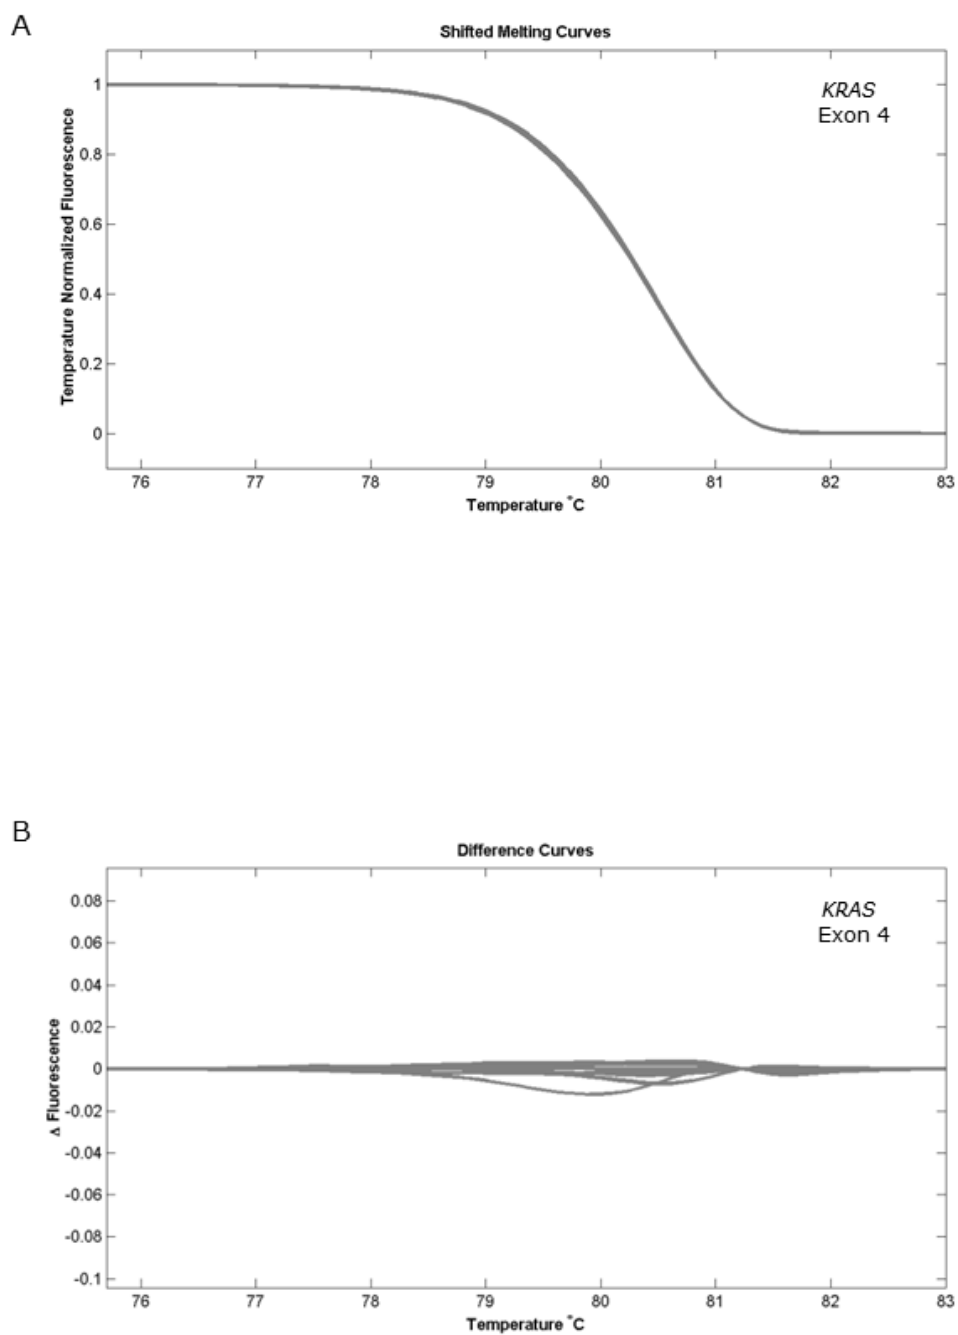 A
Shifted Melting Curves
KRAS
Exon 4
Temperature Normalized Fluorescence
1
0.8
0.6
0.4
0.2
0
76 77 78 79 80 81 82 83
Temperature °C
B
Difference Curves
KRAS
Exon 4
Δ Fluorescence
0.08
0.06
0.04
0.02
0
-0.02
-0.04
-0.06
-0.08
-0.1
76 77 78 79 80 81 82 83
Temperature °C